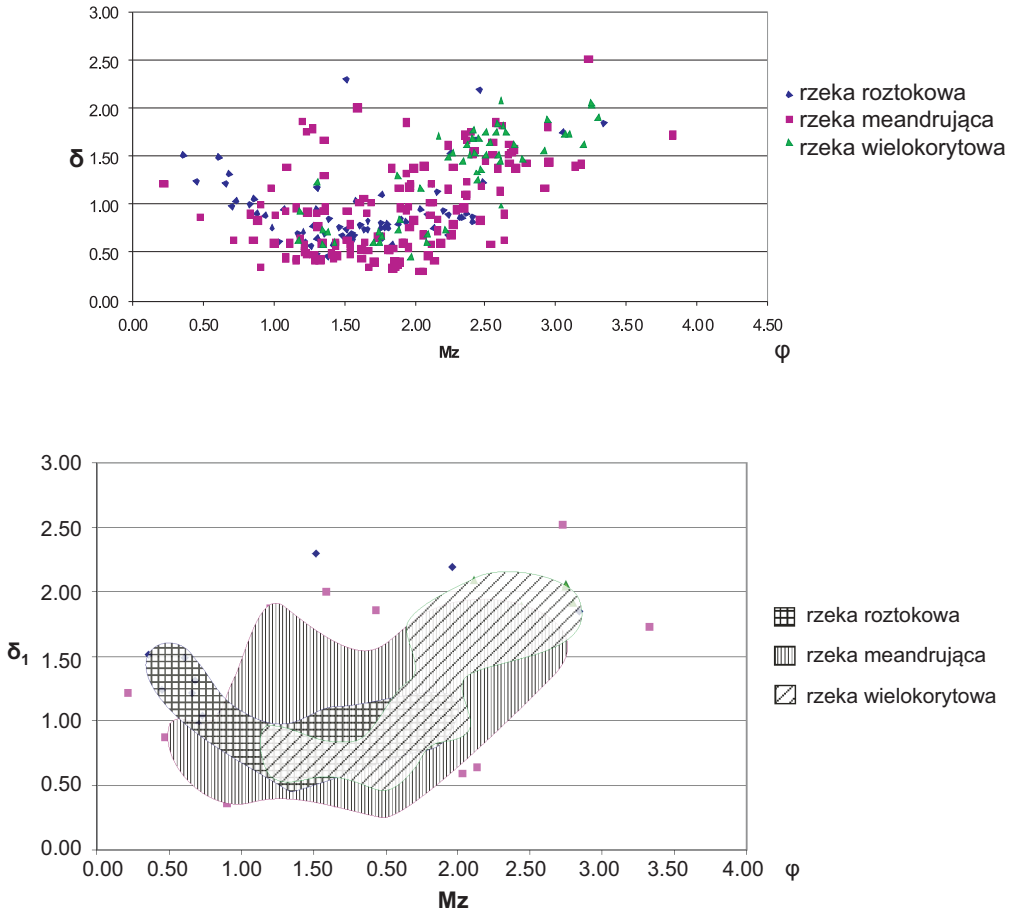 3.00
2.50
2.00
1.50
1.00
0.50
0.00
δI
0.00 0.50 1.00 1.50 2.00 2.50 3.00 3.50 4.00 4.50
Mz φ
rzeka roztokowa
rzeka meandrująca
rzeka wielokorytowa
3.00
2.50
2.00
1.50
1.00
0.50
0.00
δ1
0.00 0.50 1.00 1.50 0.50 2.00 2.50 3.00 3.50 4.00 φ
Mz
rzeka roztokowa
rzeka meandrująca
rzeka wielokorytowa